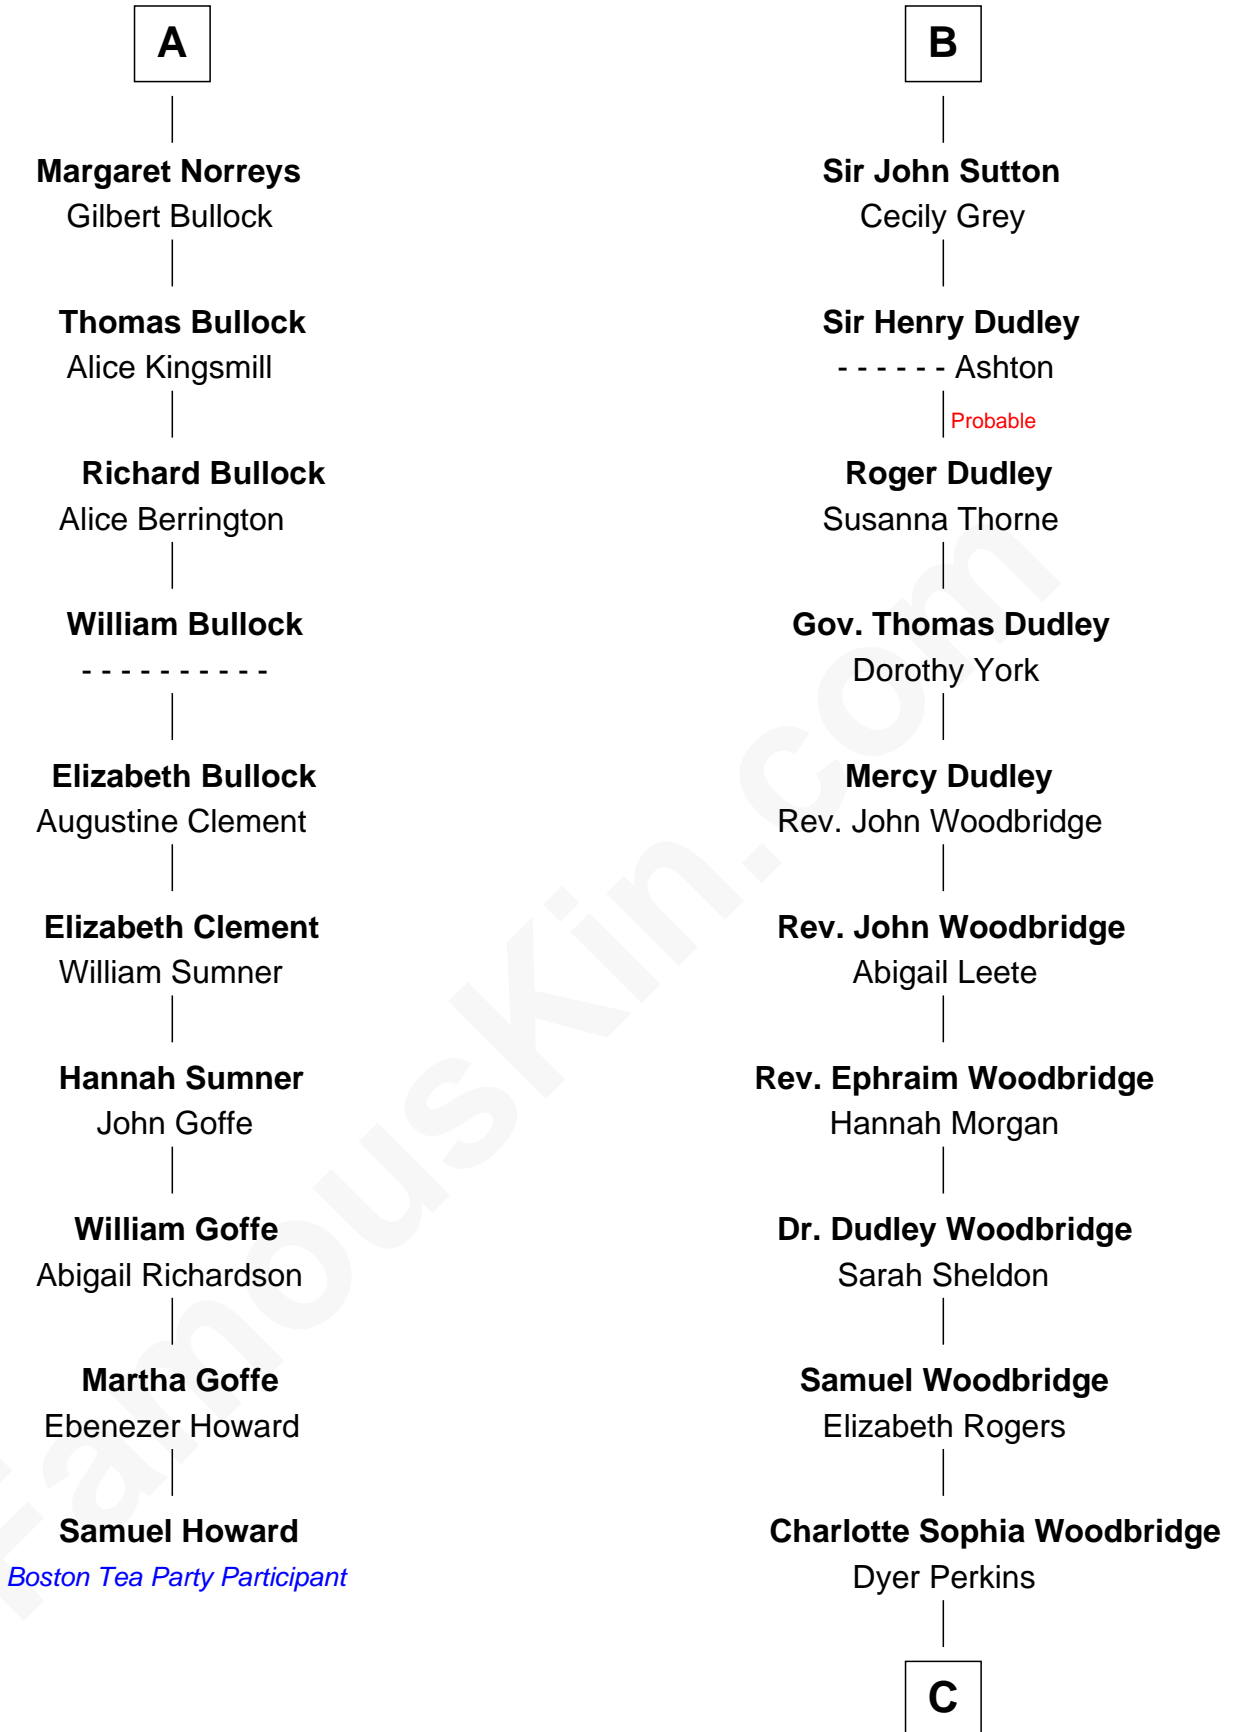 A
Margaret Norreys
Gilbert Bullock
Thomas Bullock
Alice Kingsmill
Richard Bullock
Alice Berrington
William Bullock
- - - - - - - - - -
Elizabeth Bullock
Augustine Clement
Elizabeth Clement
William Sumner
Hannah Sumner
John Goffe
William Goffe
Abigail Richardson
Martha Goffe
Ebenezer Howard
Samuel Howard
Boston Tea Party Participant
B
Sir John Sutton
Cecily Grey
Sir Henry Dudley
- - - - - - Ashton
Probable
Roger Dudley
Susanna Thorne
Gov. Thomas Dudley
Dorothy York
Mercy Dudley
Rev. John Woodbridge
Rev. John Woodbridge
Abigail Leete
Rev. Ephraim Woodbridge
Hannah Morgan
Dr. Dudley Woodbridge
Sarah Sheldon
Samuel Woodbridge
Elizabeth Rogers
Charlotte Sophia Woodbridge
Dyer Perkins
C
FamousKin.com